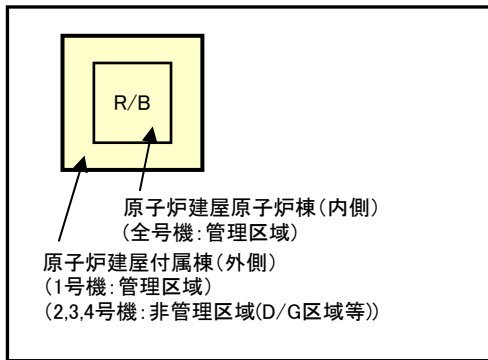 R/B
原子炉建屋原子炉棟(内側)
(全号機:管理区域)
原子炉建屋付属棟(外側)
(1号機:管理区域)
(2,3,4号機:非管理区域(D/G区域等))